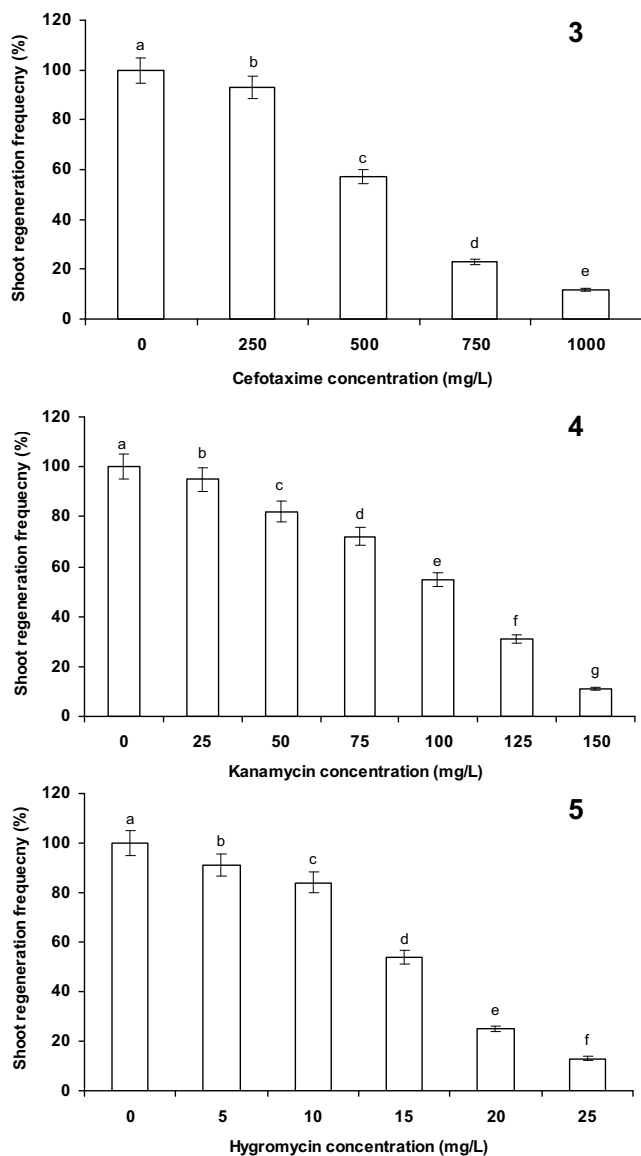 3
Shoot regeneration frequecny (%)
120
100
80
60
40
20
0
a
b
c
d
e
0 250 500 750 1000
Cefotaxime concentration (mg/L)
4
Shoot regeneration frequecny (%)
120
100
80
60
40
20
0
a
b
c
d
e
f
g
0 25 50 75 100 125 150
Kanamycin concentration (mg/L)
5
Shoot regeneration frequecny (%)
120
100
80
60
40
20
0
a
b
c
d
e
f
0 5 10 15 20 25
Hygromycin concentration (mg/L)